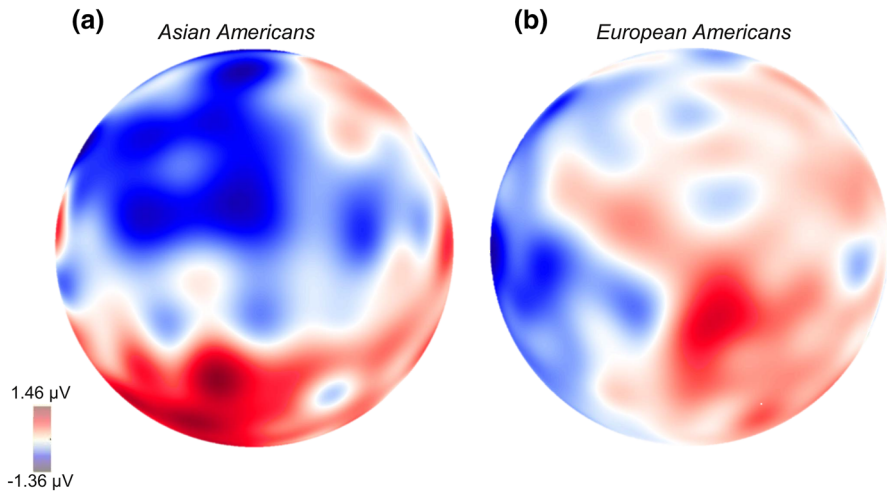 (a)
Asian Americans
(b)
European Americans
1.46 µV
-1.36 µV